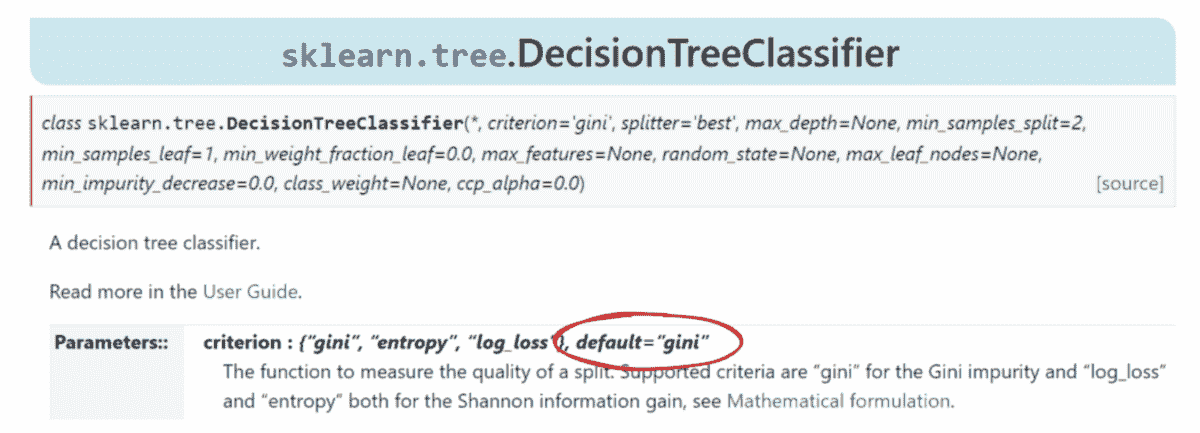 sklearn.tree.DecisionTreeClassifier
class sklearn.tree.DecisionTreeClassifier(*, criterion='gini', splitter='best', max_depth=None, min_samples_split=2,
min_samples_leaf=1, min_weight_fraction_leaf=0.0, max_features=None, random_state=None, max_leaf_nodes=None,
min_impurity_decrease=0.0, class_weight=None, ccp_alpha=0.0) [source]
A decision tree classifier.
Read more in the User Guide.
Parameters:: criterion : {"gini", "entropy", "log_loss"}, default="gini"
The function to measure the quality of a split. Supported criteria are "gini" for the Gini impurity and "log_loss"
and "entropy" both for the Shannon information gain, see Mathematical formulation.